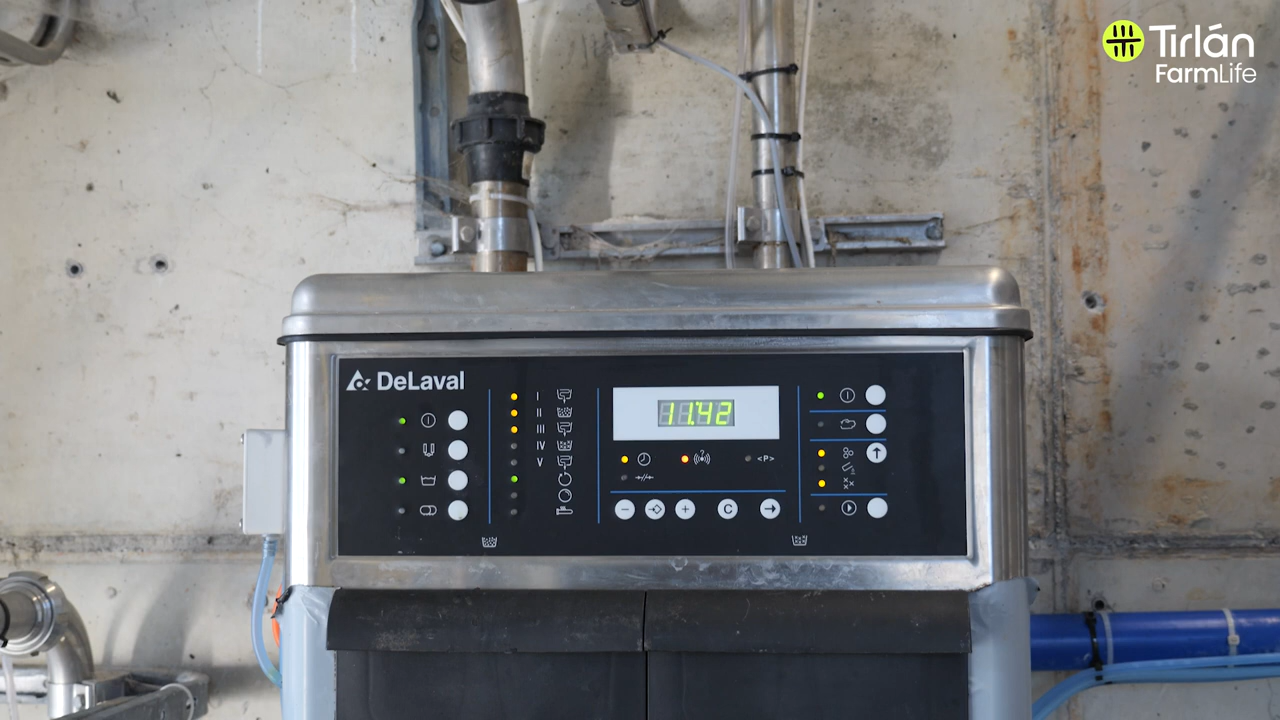 Tirlán
FarmLife
DeLaval
I
II
III
IV
V
11.42
<P>
C